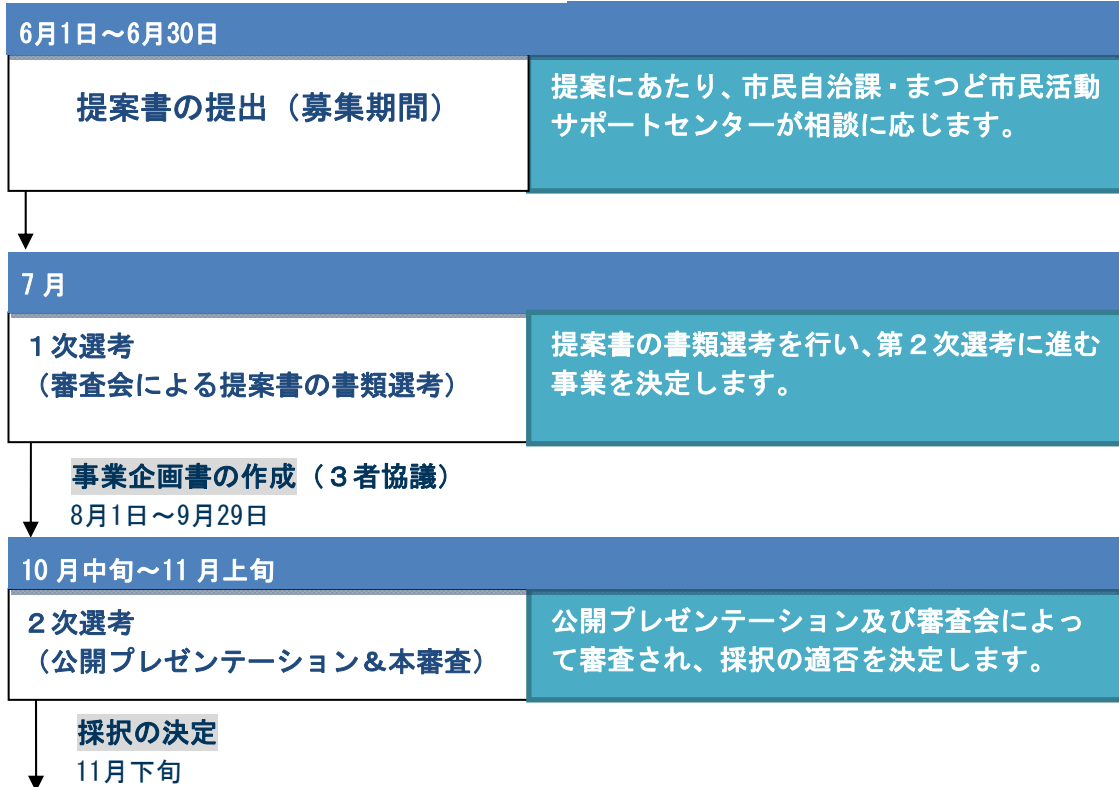 6月1日～6月30日
提案書の提出（募集期間）
提案にあたり、市民自治課・まつど市民活動
サポートセンターが相談に応じます。
7月
１次選考
（審査会による提案書の書類選考）
提案書の書類選考を行い、第２次選考に進む
事業を決定します。
事業企画書の作成（３者協議）
8月1日～9月29日
10月中旬～11月上旬
２次選考
（公開プレゼンテーション＆本審査）
公開プレゼンテーション及び審査会によっ
て審査され、採択の適否を決定します。
採択の決定
11月下旬